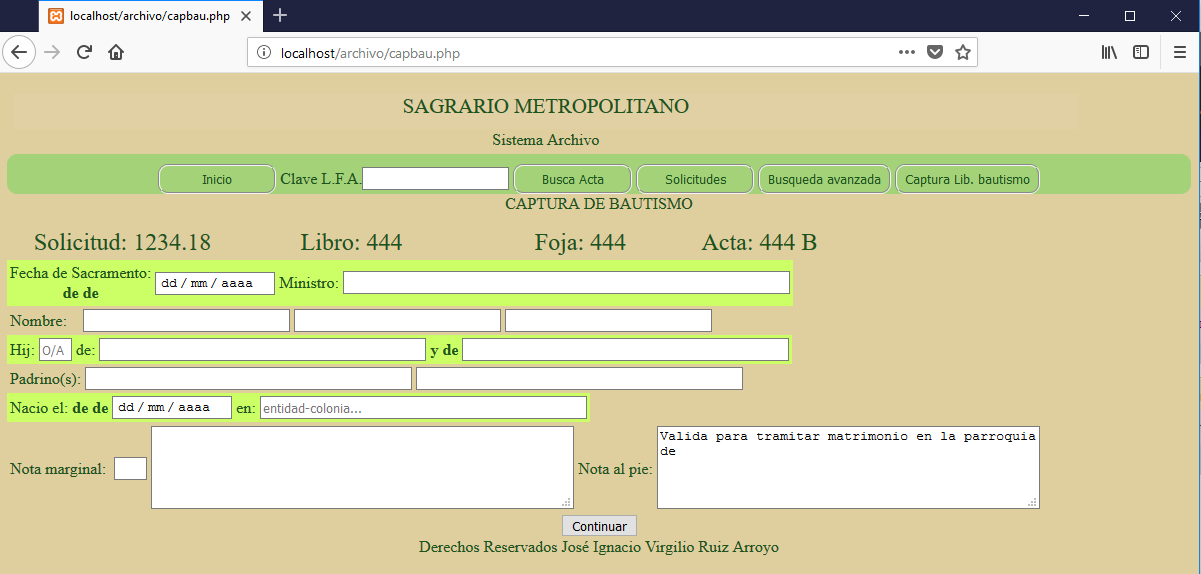 localhost/archivo/capbau.php
localhost/archivo/capbau.php
SAGRARIO METROPOLITANO
Sistema Archivo
Inicio Clave L.F.A. Busca Acta Solicitudes Busqueda avanzada Captura Lib. bautismo
CAPTURA DE BAUTISMO
Solicitud: 1234.18 Libro: 444 Foja: 444 Acta: 444 B
Fecha de Sacramento: dd / mm / aaaa Ministro:
de de
Nombre:
Hij: O/A de: y de
Padrino(s):
Nacio el: de de dd / mm / aaaa en: entidad-colonia...
Nota marginal: Nota al pie: Valida para tramitar matrimonio en la parroquia
de
Continuar
Derechos Reservados José Ignacio Virgilio Ruiz Arroyo